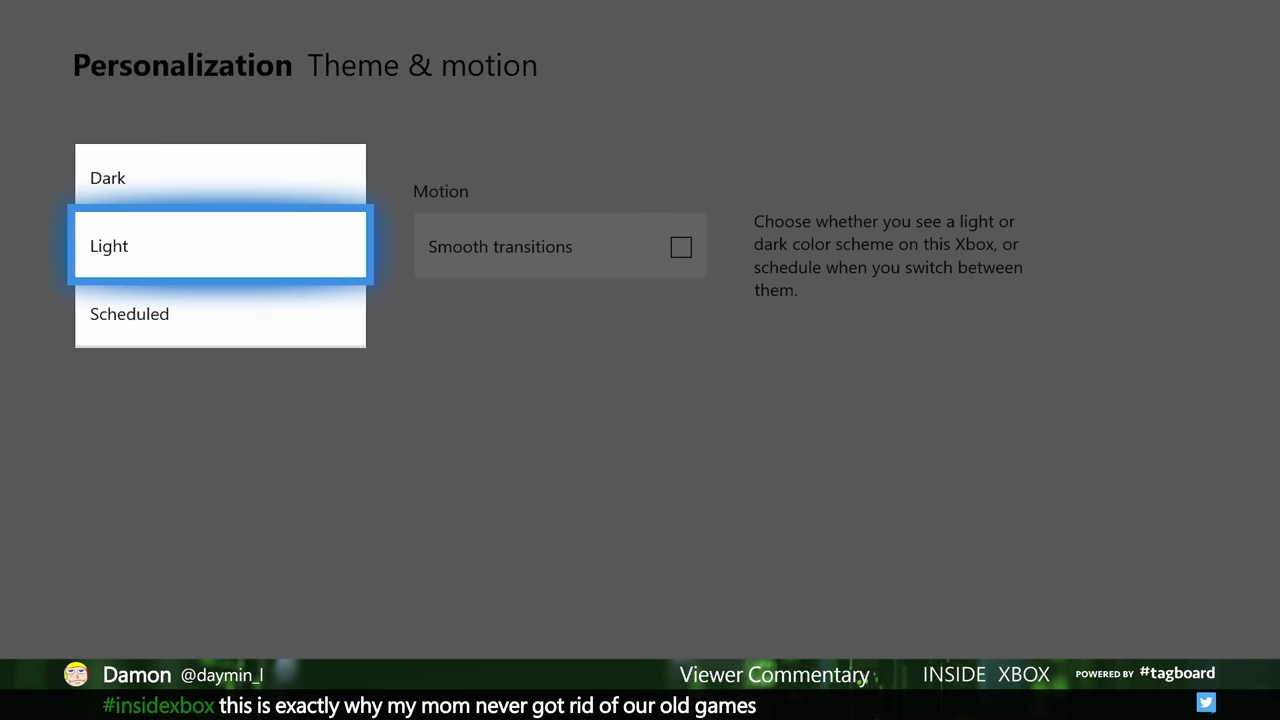 Personalization Theme & motion
Dark
Light
Scheduled
Motion
Smooth transitions
Choose whether you see a light or
dark color scheme on this Xbox, or
schedule when you switch between
them.
Damon @daymin_l
Viewer Commentary
INSIDE XBOX
POWERED BY #tagboard
#insidexbox this is exactly why my mom never got rid of our old games